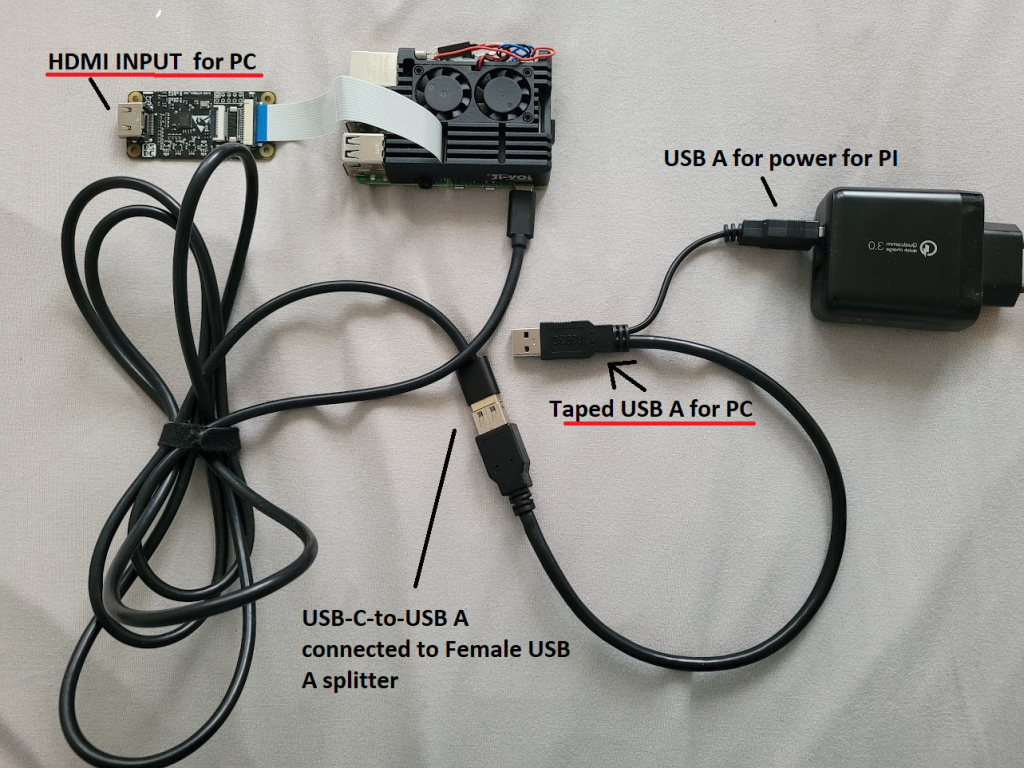 HDMI INPUT for PC
USB A for power for PI
Qualcomm
quick charge
3.0
Taped USB A for PC
USB-C-to-USB A
connected to Female USB
A splitter